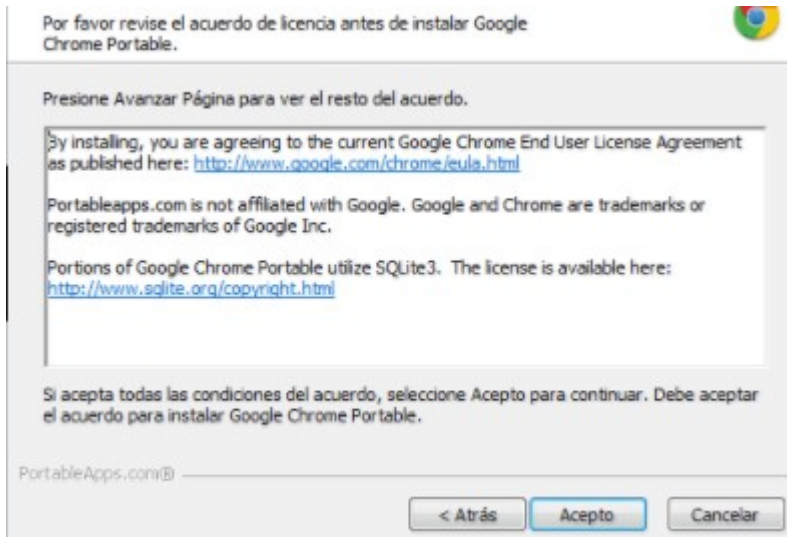 Por favor revise el acuerdo de licencia antes de instalar Google
Chrome Portable.
Presione Avanzar Página para ver el resto del acuerdo.
By installing, you are agreeing to the current Google Chrome End User License Agreement
as published here: http://www.google.com/chrome/eula.html
Portableapps.com is not affiliated with Google. Google and Chrome are trademarks or
registered trademarks of Google Inc.
Portions of Google Chrome Portable utilize SQLite3. The license is available here:
http://www.sqlite.org/copyright.html
Si acepta todas las condiciones del acuerdo, seleccione Acepto para continuar. Debe aceptar
el acuerdo para instalar Google Chrome Portable.
PortableApps.com®
< Atrás Acepto Cancelar